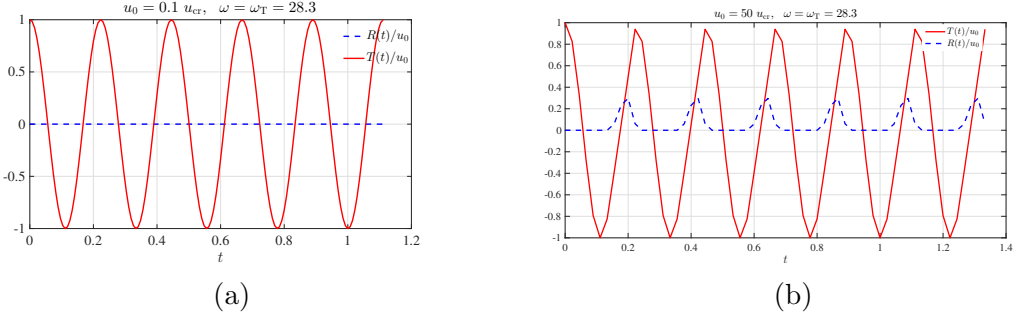 u₀ = 0.1 u_cr, ω = ω_T = 28.3
1
0.5
0
-0.5
-1
R(t)/u₀
T(t)/u₀
0 0.2 0.4 0.6 0.8 1 1.2
t
(a)
u₀ = 50 u_cr, ω = ω_T = 28.3
1
0.8
0.6
0.4
0.2
0
-0.2
-0.4
-0.6
-0.8
-1
T(t)/u₀
R(t)/u₀
0 0.2 0.4 0.6 0.8 1 1.2 1.4
t
(b)